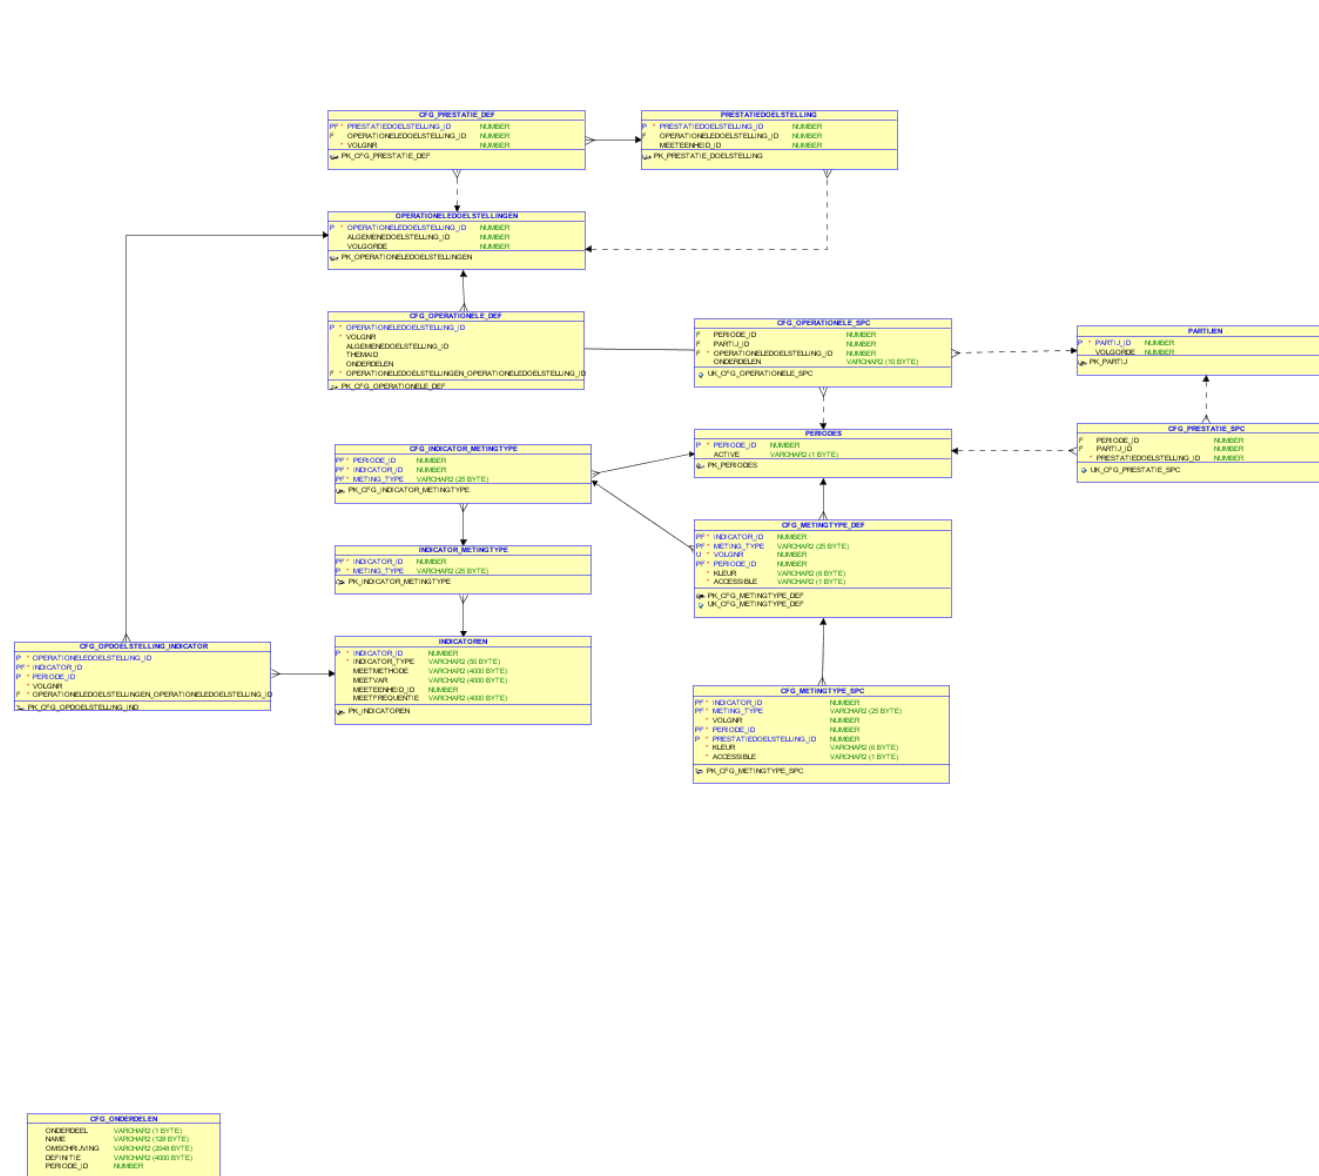 CFG_PRESTATIE_DEF
PF * PRESTATIEDOELSTELLING_ID NUMBER
F OPERATIONELEDOELSTELLING_ID NUMBER
* VOLGNR NUMBER
PK_CFG_PRESTATIE_DEF
PRESTATIEDOELSTELLING
P * PRESTATIEDOELSTELLING_ID NUMBER
F OPERATIONELEDOELSTELLING_ID NUMBER
MEETEENHEID_ID NUMBER
PK_PRESTATIE_DOELSTELLING
OPERATIONELEDOELSTELLINGEN
P * OPERATIONELEDOELSTELLING_ID NUMBER
ALGEMENEDOELSTELLING_ID NUMBER
VOLGORDE NUMBER
PK_OPERATIONELEDOELSTELLINGEN
CFG_OPERATIONELE_DEF
P * OPERATIONELEDOELSTELLING_ID
* VOLGNR
ALGEMENEDOELSTELLING_ID
THEMAID
ONDERDELEN
F * OPERATIONELEDOELSTELLINGEN_OPERATIONELEDOELSTELLING_ID
PK_CFG_OPERATIONELE_DEF
CFG_OPERATIONELE_SPC
F PERIODE_ID NUMBER
F PARTIJ_ID NUMBER
F * OPERATIONELEDOELSTELLING_ID NUMBER
ONDERDELEN VARCHAR2 (10 BYTE)
UK_CFG_OPERATIONELE_SPC
PARTIJEN
P * PARTIJ_ID NUMBER
VOLGORDE NUMBER
PK_PARTIJ
CFG_INDICATOR_METINGTYPE
PF * PERIODE_ID NUMBER
PF * INDICATOR_ID NUMBER
PF * METING_TYPE VARCHAR2 (25 BYTE)
PK_CFG_INDICATOR_METINGTYPE
PERIODES
P * PERIODE_ID NUMBER
ACTIVE VARCHAR2 (1 BYTE)
PK_PERIODES
CFG_PRESTATIE_SPC
F PERIODE_ID NUMBER
F PARTIJ_ID NUMBER
* PRESTATIEDOELSTELLING_ID NUMBER
UK_CFG_PRESTATIE_SPC
INDICATOR_METINGTYPE
PF * INDICATOR_ID NUMBER
P * METING_TYPE VARCHAR2 (25 BYTE)
PK_INDICATOR_METINGTYPE
CFG_METINGTYPE_DEF
PF * INDICATOR_ID NUMBER
PF * METING_TYPE VARCHAR2 (25 BYTE)
U * VOLGNR NUMBER
PF * PERIODE_ID NUMBER
* KLEUR VARCHAR2 (6 BYTE)
* ACCESSIBLE VARCHAR2 (1 BYTE)
PK_CFG_METINGTYPE_DEF
UK_CFG_METINGTYPE_DEF
CFG_OPDOELSTELLING_INDICATOR
P * OPERATIONELEDOELSTELLING_ID
PF * INDICATOR_ID
P * PERIODE_ID
* VOLGNR
F * OPERATIONELEDOELSTELLINGEN_OPERATIONELEDOELSTELLING_ID
PK_CFG_OPDOELSTELLING_IND
INDICATOREN
P * INDICATOR_ID NUMBER
* INDICATOR_TYPE VARCHAR2 (50 BYTE)
MEETMETHODE VARCHAR2 (4000 BYTE)
MEETVAR VARCHAR2 (4000 BYTE)
MEETEENHEID_ID NUMBER
MEETFREQUENTIE VARCHAR2 (4000 BYTE)
PK_INDICATOREN
CFG_METINGTYPE_SPC
PF * INDICATOR_ID NUMBER
PF * METING_TYPE VARCHAR2 (25 BYTE)
* VOLGNR NUMBER
PF * PERIODE_ID NUMBER
P * PRESTATIEDOELSTELLING_ID NUMBER
* KLEUR VARCHAR2 (6 BYTE)
* ACCESSIBLE VARCHAR2 (1 BYTE)
PK_CFG_METINGTYPE_SPC
CFG_ONDERDELEN
ONDERDEEL VARCHAR2 (1 BYTE)
NAME VARCHAR2 (128 BYTE)
OMSCHRIJVING VARCHAR2 (2048 BYTE)
DEFINITIE VARCHAR2 (4000 BYTE)
PERIODE_ID NUMBER